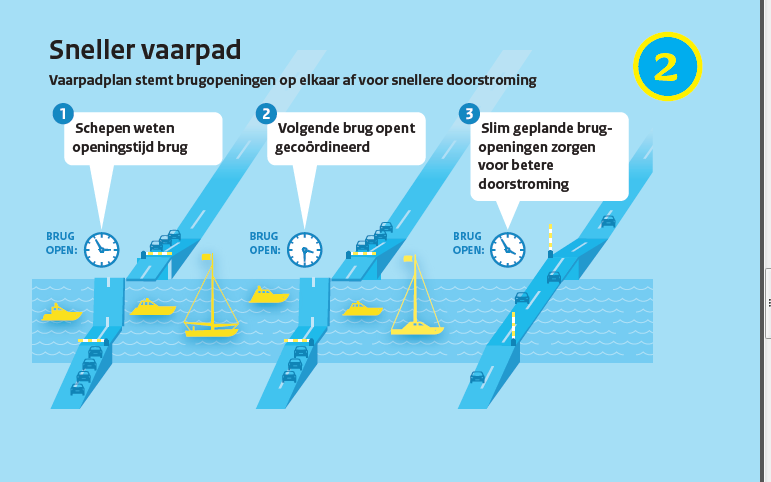 Sneller vaarpad
Vaarpadplan stemt brugopeningen op elkaar af voor snellere doorstroming
2
1
Schepen weten
openingstijd brug
2
Volgende brug opent
gecoördineerd
3
Slim geplande brug-
openingen zorgen
voor betere
doorstroming
BRUG
OPEN:
BRUG
OPEN:
BRUG
OPEN: